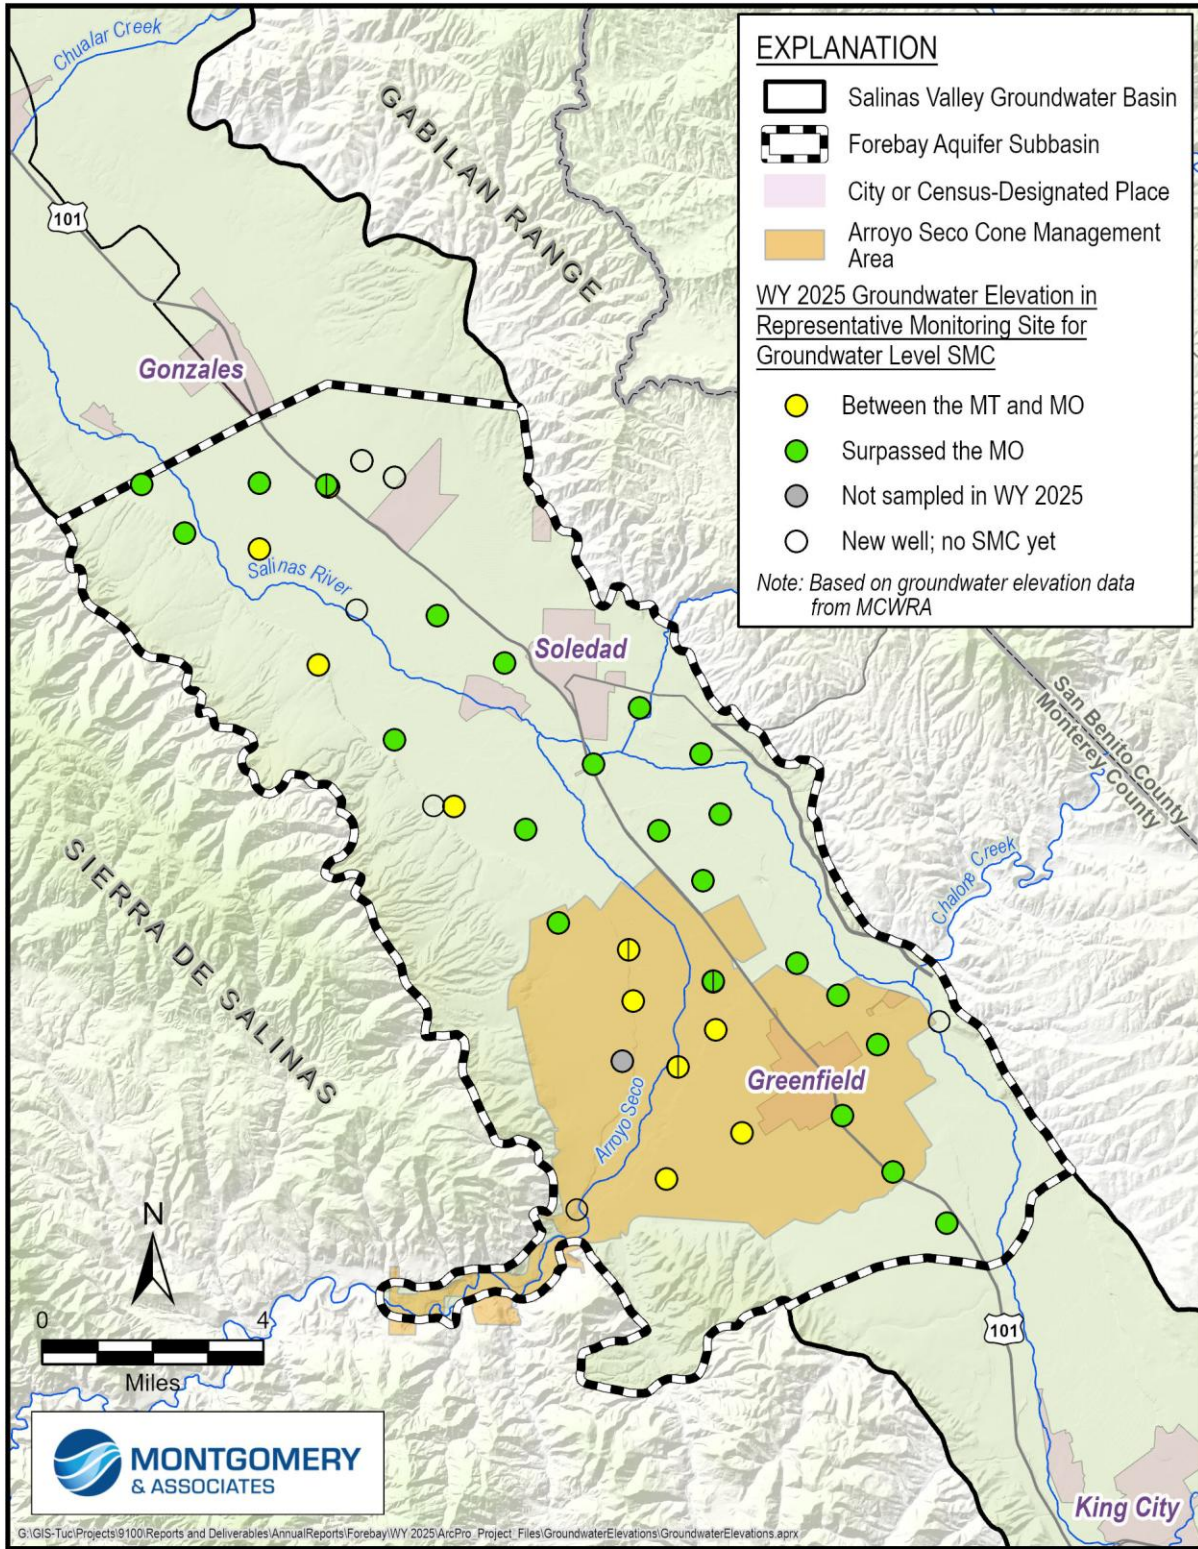 Chualar Creek
GABILAN RANGE
101
Gonzales
EXPLANATION
Salinas Valley Groundwater Basin
Forebay Aquifer Subbasin
City or Census-Designated Place
Arroyo Seco Cone Management
Area
WY 2025 Groundwater Elevation in
Representative Monitoring Site for
Groundwater Level SMC
Between the MT and MO
Surpassed the MO
Not sampled in WY 2025
New well; no SMC yet
Note: Based on groundwater elevation data
from MCWRA
Salinas River
Soledad
San Benito County
Monterey County
Chalone Creek
SIERRA DE SALINAS
Greenfield
Arroyo Seco
N
0 4
Miles
101
MONTGOMERY
& ASSOCIATES
King City
G:\GIS-Tuc\Projects\9100\Reports and Deliverables\AnnualReports\Forebay\WY 2025\ArcPro_Project_Files\GroundwaterElevations\GroundwaterElevations.aprx